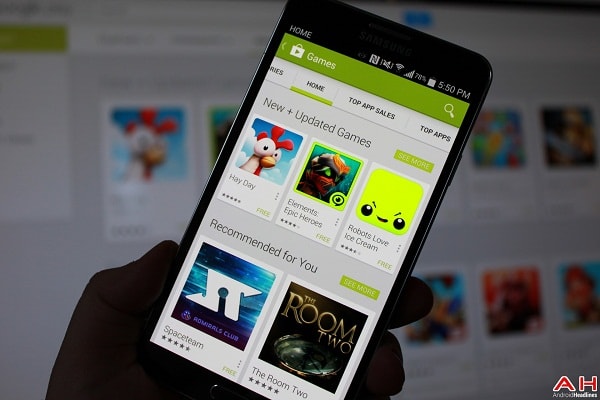 Google
HOME
SAMSUNG
78% 5:50 PM
Games
RIES HOME TOP APP SALES TOP APPS
New + Updated Games
SEE MORE
Hay Day
FREE
Elements:
Epic Heroes
FREE
Robots Love
Ice Cream
FREE
Recommended for You
SEE MORE
ADMIRALS CLUB
Spaceteam
THE
ROOM
TWO
The Room Two
AH
AndroidHeadlines